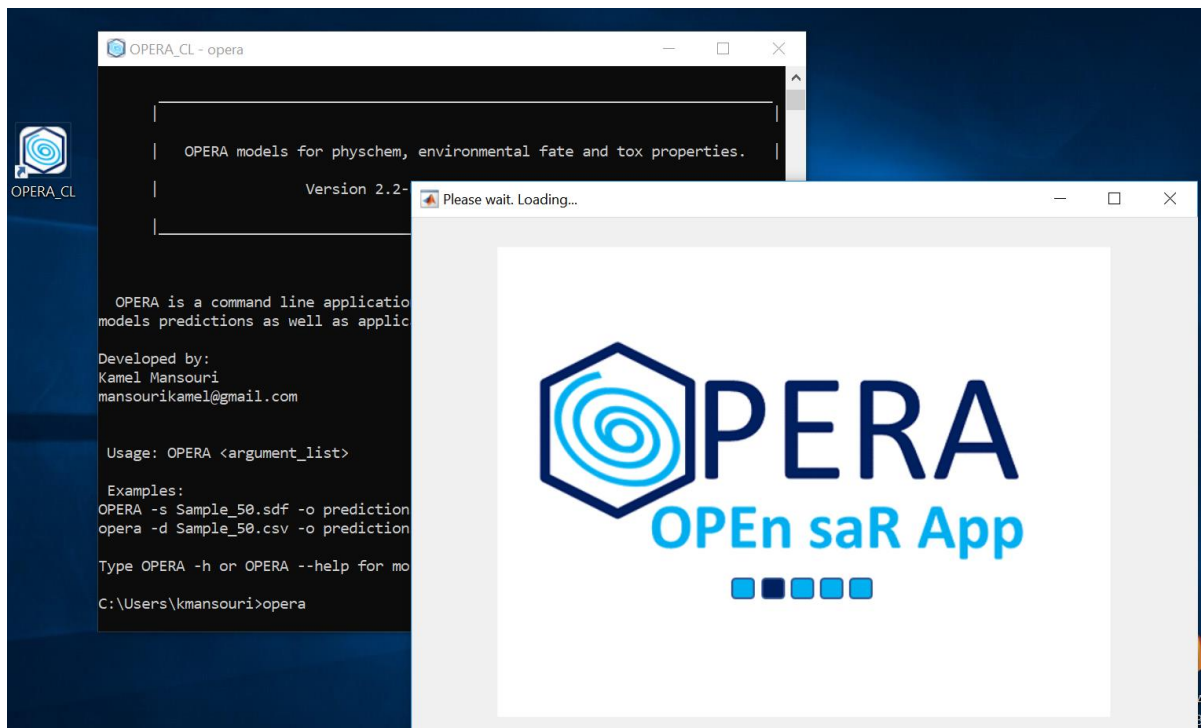 OPERA_CL - opera
OPERA models for physchem, environmental fate and tox properties.
Version 2.2-
OPERA is a command line applicatio
models predictions as well as applic
Developed by:
Kamel Mansouri
mansourikamel@gmail.com
Usage: OPERA <argument_list>
Examples:
OPERA -s Sample_50.sdf -o prediction
opera -d Sample_50.csv -o prediction
Type OPERA -h or OPERA --help for mo
C:\Users\kmansouri>opera
OPERA_CL
Please wait. Loading...
OPERA
OPEn saR App